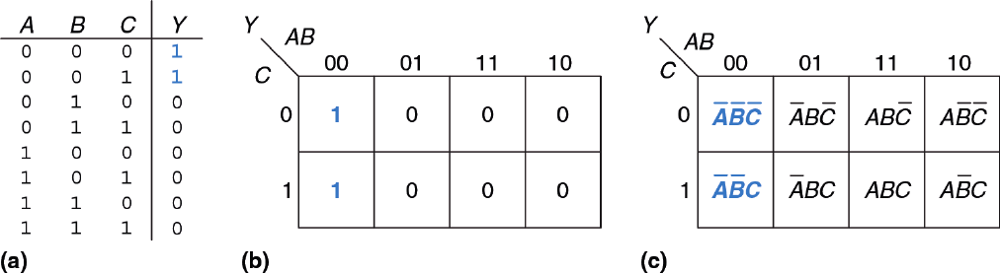 A B C Y
0 0 0 1
0 0 1 1
0 1 0 0
0 1 1 0
1 0 0 0
1 0 1 0
1 1 0 0
1 1 1 0
(a)
Y AB
C 00 01 11 10
0 1 0 0 0
1 1 0 0 0
(b)
Y AB
C 00 01 11 10
0 A̅B̅C̅ A̅BC̅ ABC̅ AB̅C̅
1 A̅B̅C A̅BC ABC AB̅C
(c)